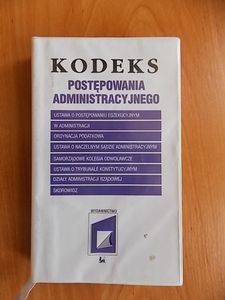 KODEKS
POSTĘPOWANIA
ADMINISTRACYJNEGO
USTAWA O POSTĘPOWANIU EGZEKUCYJNYM
W ADMINISTRACJI
ORDYNACJA PODATKOWA
USTAWA O NACZELNYM SĄDZIE ADMINISTRACYJNYM
SAMORZĄDOWE KOLEGIA ODWOŁAWCZE
USTAWA O TRYBUNALE KONSTYTUCYJNYM
DZIAŁY ADMINISTRACJI RZĄDOWEJ
SKOROWIDZ
WYDAWNICTWO